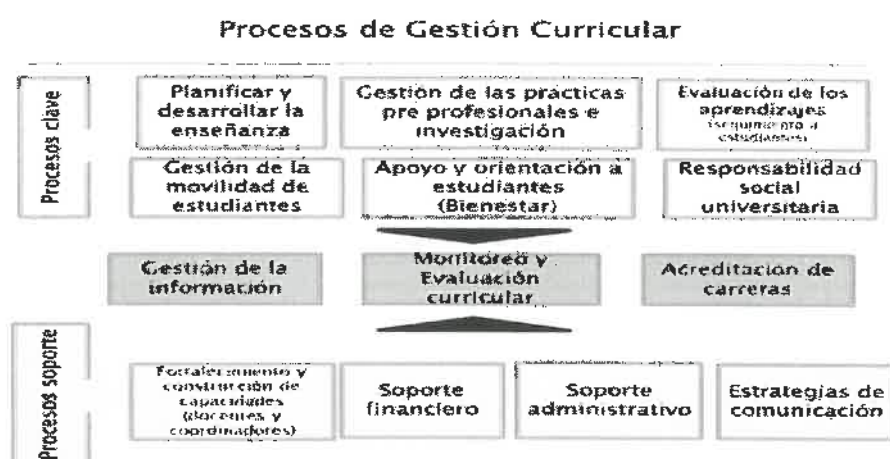 Procesos de Gestión Curricular
Procesos clave
Planificar y
desarrollar la
enseñanza
Gestión de las prácticas
pre profesionales e
investigación
Evaluación de los
aprendizajes
(seguimiento a
estudiantes)
Gestión de la
movilidad de
estudiantes
Apoyo y orientación a
estudiantes
(Bienestar)
Responsabilidad
social
universitaria
Gestión de la
información
Monitoreo y
Evaluación
curricular
Acreditación de
carreras
Procesos soporte
Fortalecimiento y
construcción de
capacidades
(docentes y
coordinadores)
Soporte
financiero
Soporte
administrativo
Estrategias de
comunicación